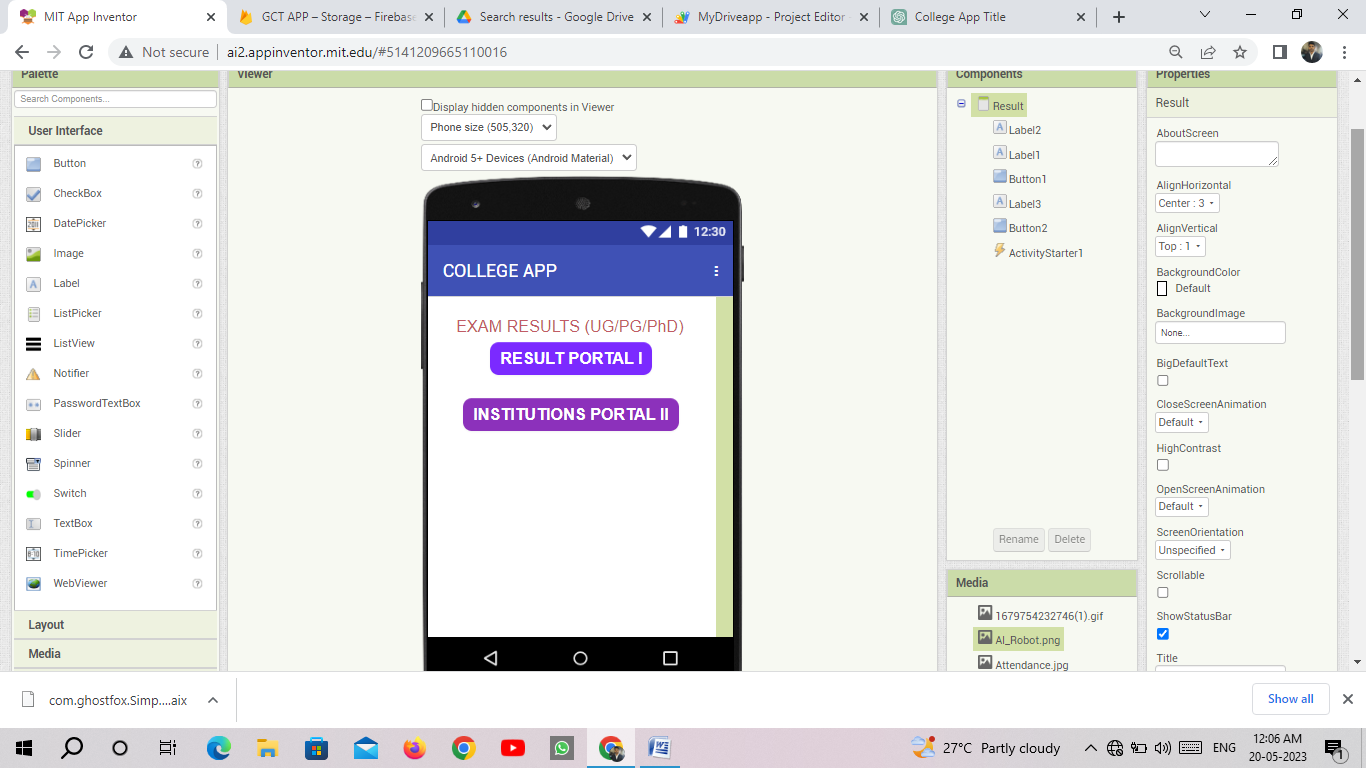 MIT App Inventor
GCT APP – Storage – Firebase
Search results - Google Drive
MyDriveapp - Project Editor -
College App Title
Not secure
ai2.appinventor.mit.edu/#5141209665110016
Palette
Viewer
Components
Properties
Search Components...
User Interface
Button
CheckBox
DatePicker
Image
Label
ListPicker
ListView
Notifier
PasswordTextBox
Slider
Spinner
Switch
TextBox
TimePicker
WebViewer
Layout
Media
Display hidden components in Viewer
Phone size (505,320)
Android 5+ Devices (Android Material)
12:30
COLLEGE APP
EXAM RESULTS (UG/PG/PhD)
RESULT PORTAL I
INSTITUTIONS PORTAL II
Result
Label2
Label1
Button1
Label3
Button2
ActivityStarter1
Rename
Delete
Media
1679754232746(1).gif
AI_Robot.png
Attendance.jpg
Result
AboutScreen
AlignHorizontal
Center : 3
AlignVertical
Top : 1
BackgroundColor
Default
BackgroundImage
None...
BigDefaultText
CloseScreenAnimation
Default
HighContrast
OpenScreenAnimation
Default
ScreenOrientation
Unspecified
Scrollable
ShowStatusBar
Title
com.ghostfox.Simp....aix
Show all
27°C Partly cloudy
ENG
12:06 AM
20-05-2023
1